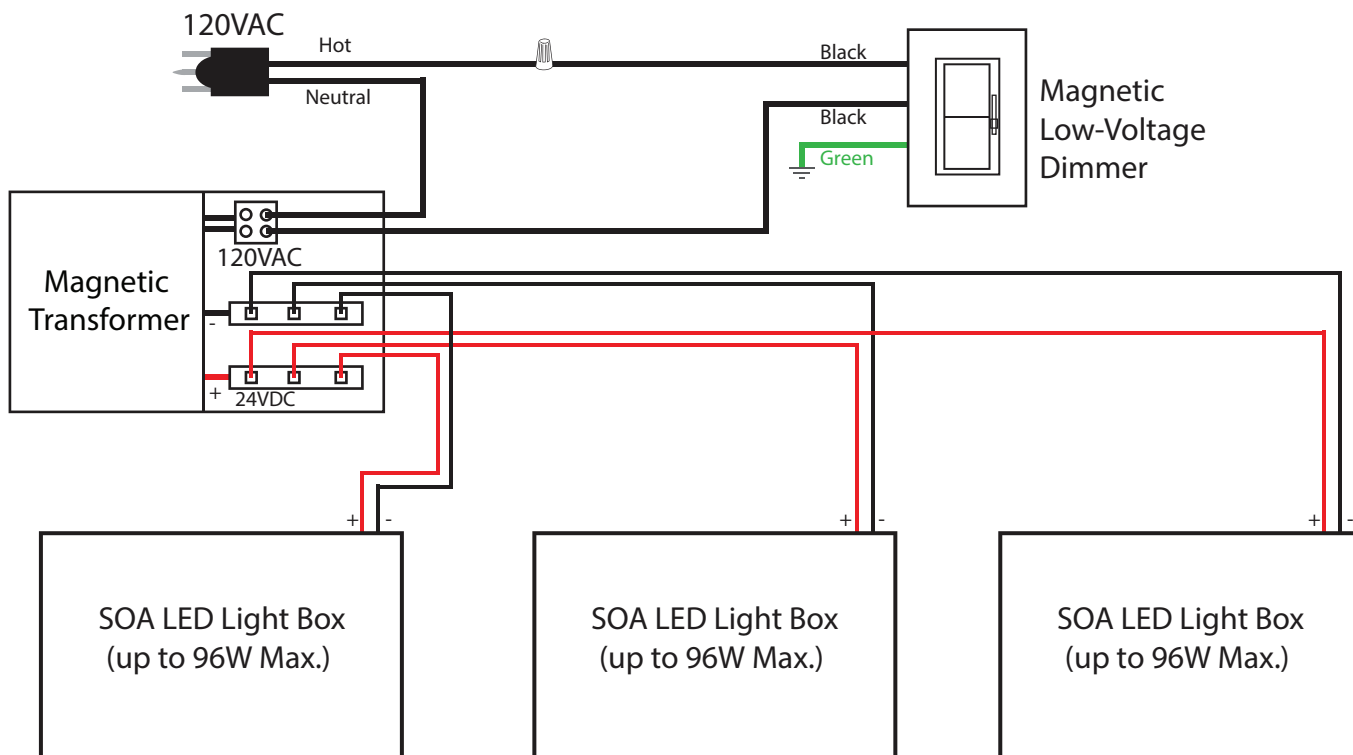 120VAC
Hot
Neutral
Black
Black
Green
Magnetic
Low-Voltage
Dimmer
120VAC
Magnetic
Transformer
-
+
24VDC
+ -
+ -
+ -
SOA LED Light Box
(up to 96W Max.)
SOA LED Light Box
(up to 96W Max.)
SOA LED Light Box
(up to 96W Max.)